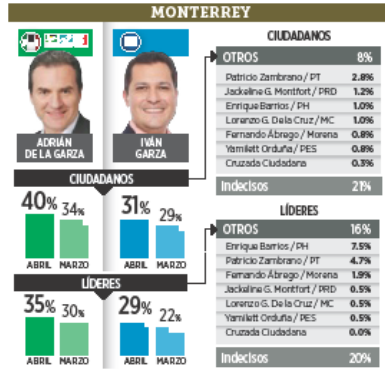 MONTERREY
ADRIÁN
DE LA GARZA
IVÁN
GARZA
CIUDADANOS
40%
34%
31%
29%
ABRIL
MARZO
ABRIL
MARZO
LÍDERES
35%
30%
29%
22%
ABRIL
MARZO
ABRIL
MARZO
CIUDADANOS
OTROS 8%
Patricio Zambrano / PT 2.8%
Jackeline G. Montfort / PRD 1.2%
Enrique Barrios / PH 1.0%
Lorenzo G. De la Cruz / MC 1.0%
Fernando Ábrego / Morena 0.8%
Yamilett Orduña / PES 0.8%
Cruzada Ciudadana 0.3%
Indecisos 21%
LÍDERES
OTROS 16%
Enrique Barrios / PH 7.5%
Patricio Zambrano / PT 4.7%
Fernando Ábrego / Morena 1.9%
Jackeline G. Montfort / PRD 0.5%
Lorenzo G. De la Cruz / MC 0.5%
Yamilett Orduña / PES 0.5%
Cruzada Ciudadana 0.0%
Indecisos 20%